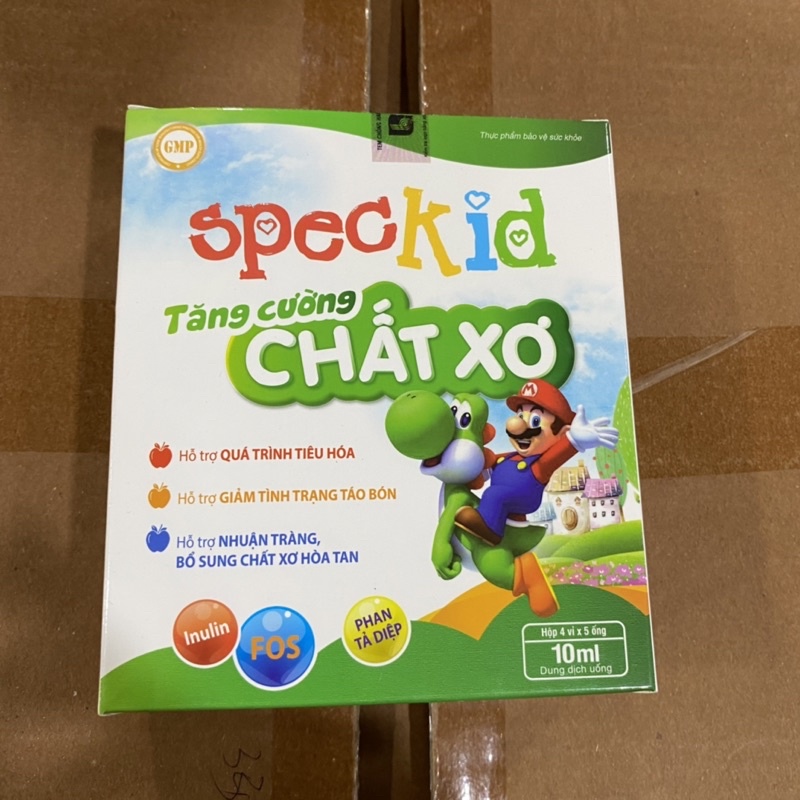 GMP
Thực phẩm bảo vệ sức khỏe
speckid
Tăng cường
CHẤT XƠ
M
Hỗ trợ QUÁ TRÌNH TIÊU HÓA
Hỗ trợ GIẢM TÌNH TRẠNG TÁO BÓN
Hỗ trợ NHUẬN TRÀNG,
BỔ SUNG CHẤT XƠ HÒA TAN
Inulin
FOS
PHAN
TẢ DIỆP
Hộp 4 vỉ x 5 ống
10ml
Dung dịch uống